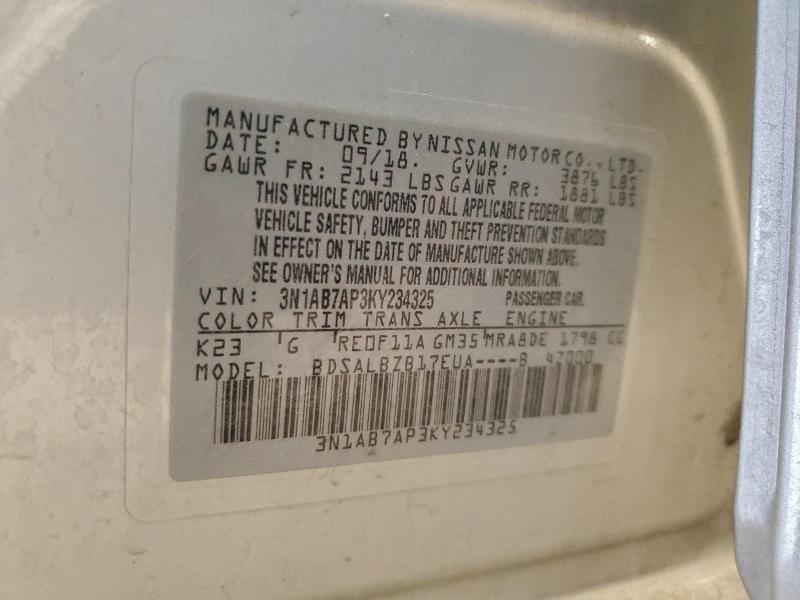 MANUFACTURED BY NISSAN MOTOR CO., LTD.
DATE: 09/18. GVWR: 3876 LBS
GAWR FR: 2143 LBS GAWR RR: 1881 LBS
THIS VEHICLE CONFORMS TO ALL APPLICABLE FEDERAL MOTOR
VEHICLE SAFETY, BUMPER AND THEFT PREVENTION STANDARDS
IN EFFECT ON THE DATE OF MANUFACTURE SHOWN ABOVE.
SEE OWNER'S MANUAL FOR ADDITIONAL INFORMATION.
VIN: 3N1AB7AP3KY234325 PASSENGER CAR
COLOR TRIM TRANS AXLE ENGINE
K23 G RE0F11A GM35 MRA8DE 1798 CC
MODEL: BDSALBZB17EUA----B 47000
3N1AB7AP3KY234325